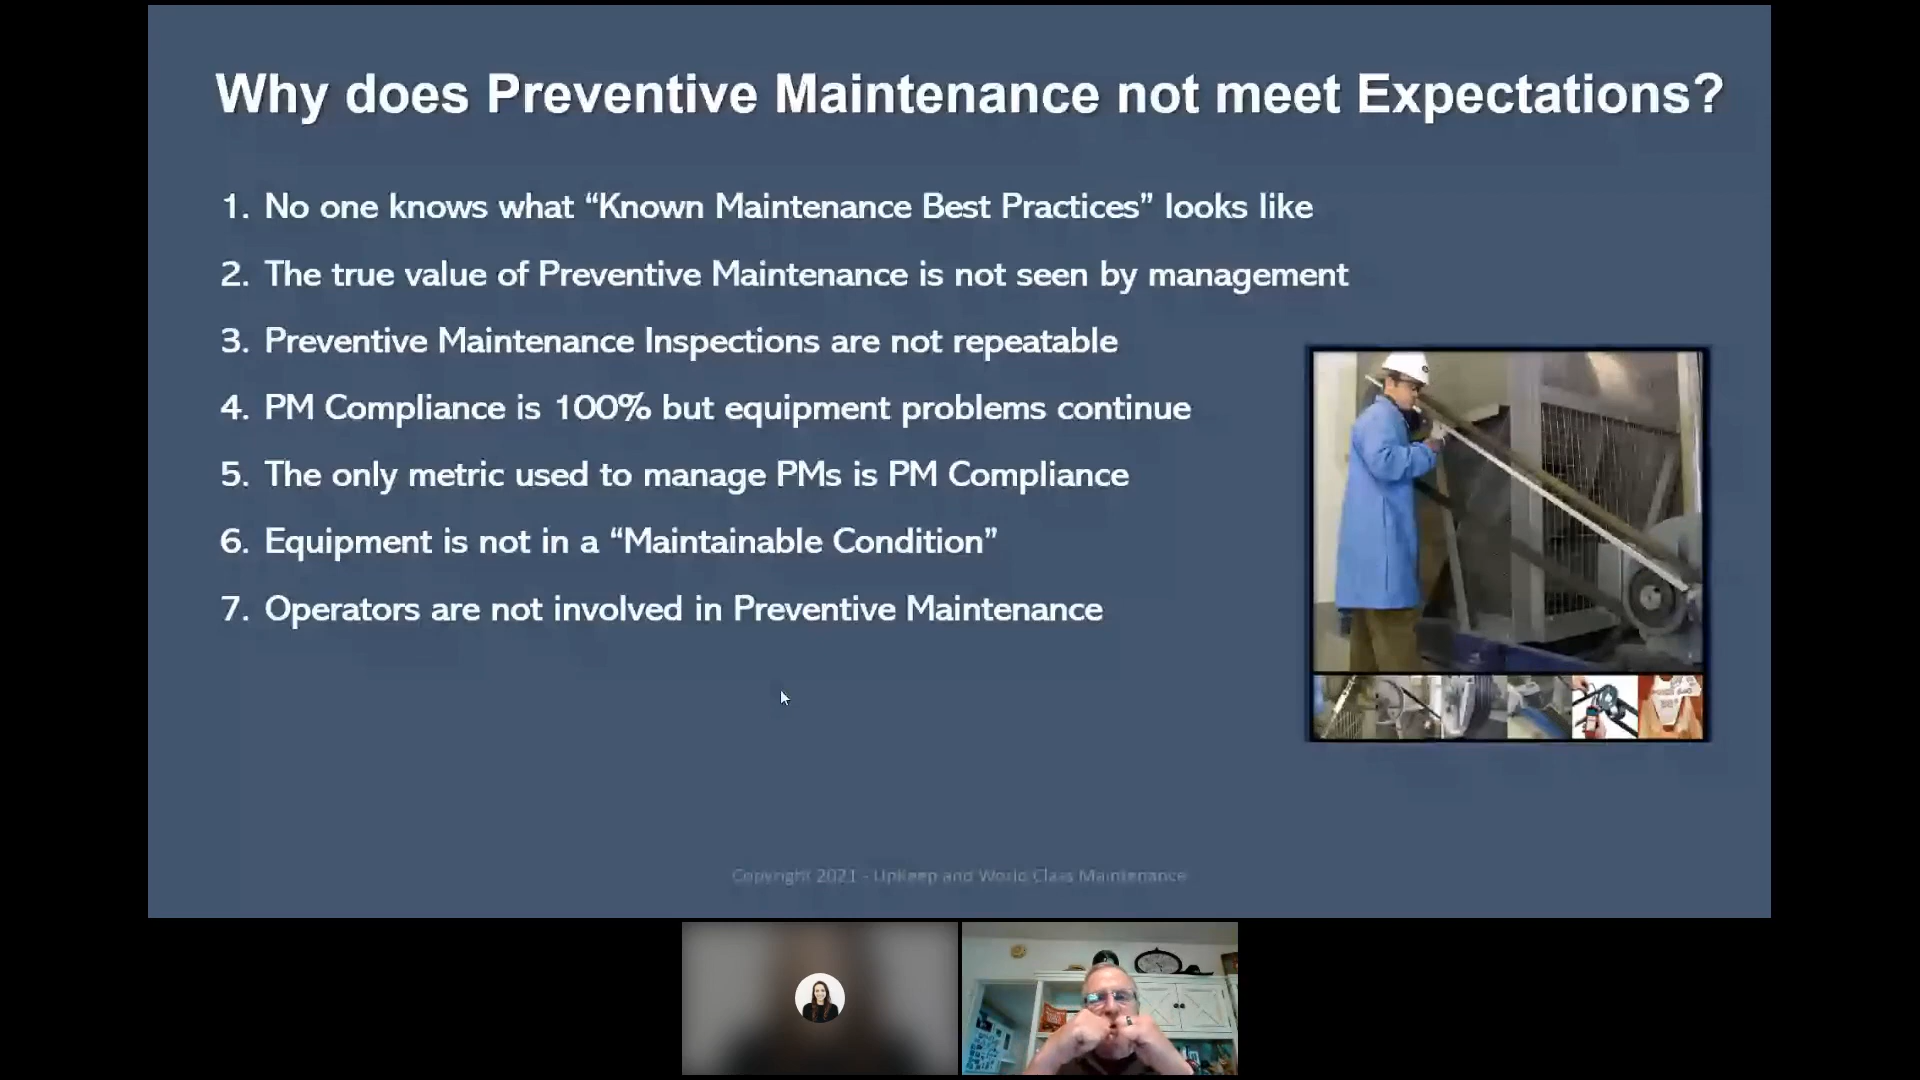 Why does Preventive Maintenance not meet Expectations?
1. No one knows what “Known Maintenance Best Practices” looks like
2. The true value of Preventive Maintenance is not seen by management
3. Preventive Maintenance Inspections are not repeatable
4. PM Compliance is 100% but equipment problems continue
5. The only metric used to manage PMs is PM Compliance
6. Equipment is not in a “Maintainable Condition”
7. Operators are not involved in Preventive Maintenance
Copyright 2021 - UpKeep and World Class Maintenance